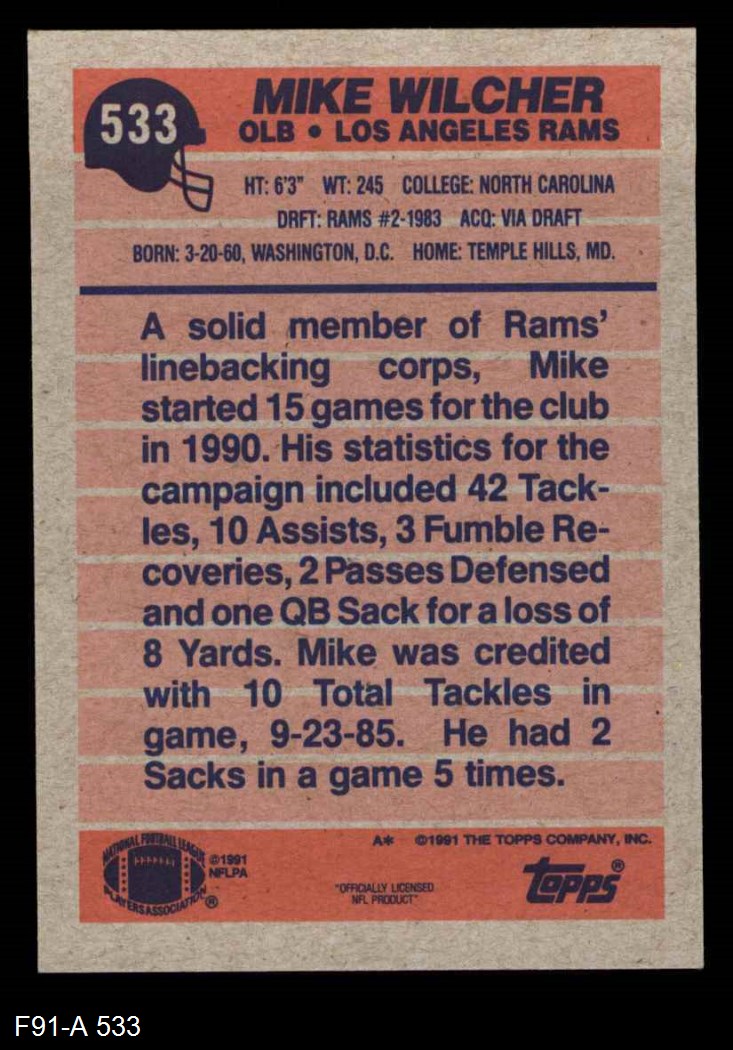 533
MIKE WILCHER
OLB • LOS ANGELES RAMS
HT: 6'3" WT: 245 COLLEGE: NORTH CAROLINA
DRFT: RAMS #2-1983 ACQ: VIA DRAFT
BORN: 3-20-60, WASHINGTON, D.C. HOME: TEMPLE HILLS, MD.
A solid member of Rams'
linebacking corps, Mike
started 15 games for the club
in 1990. His statistics for the
campaign included 42 Tack-
les, 10 Assists, 3 Fumble Re-
coveries, 2 Passes Defensed
and one QB Sack for a loss of
8 Yards. Mike was credited
with 10 Total Tackles in
game, 9-23-85. He had 2
Sacks in a game 5 times.
NATIONAL FOOTBALL LEAGUE
PLAYERS ASSOCIATION ®
©1991
NFLPA
A* ©1991 THE TOPPS COMPANY, INC.
"OFFICIALLY LICENSED
NFL PRODUCT"
topps®
F91-A 533